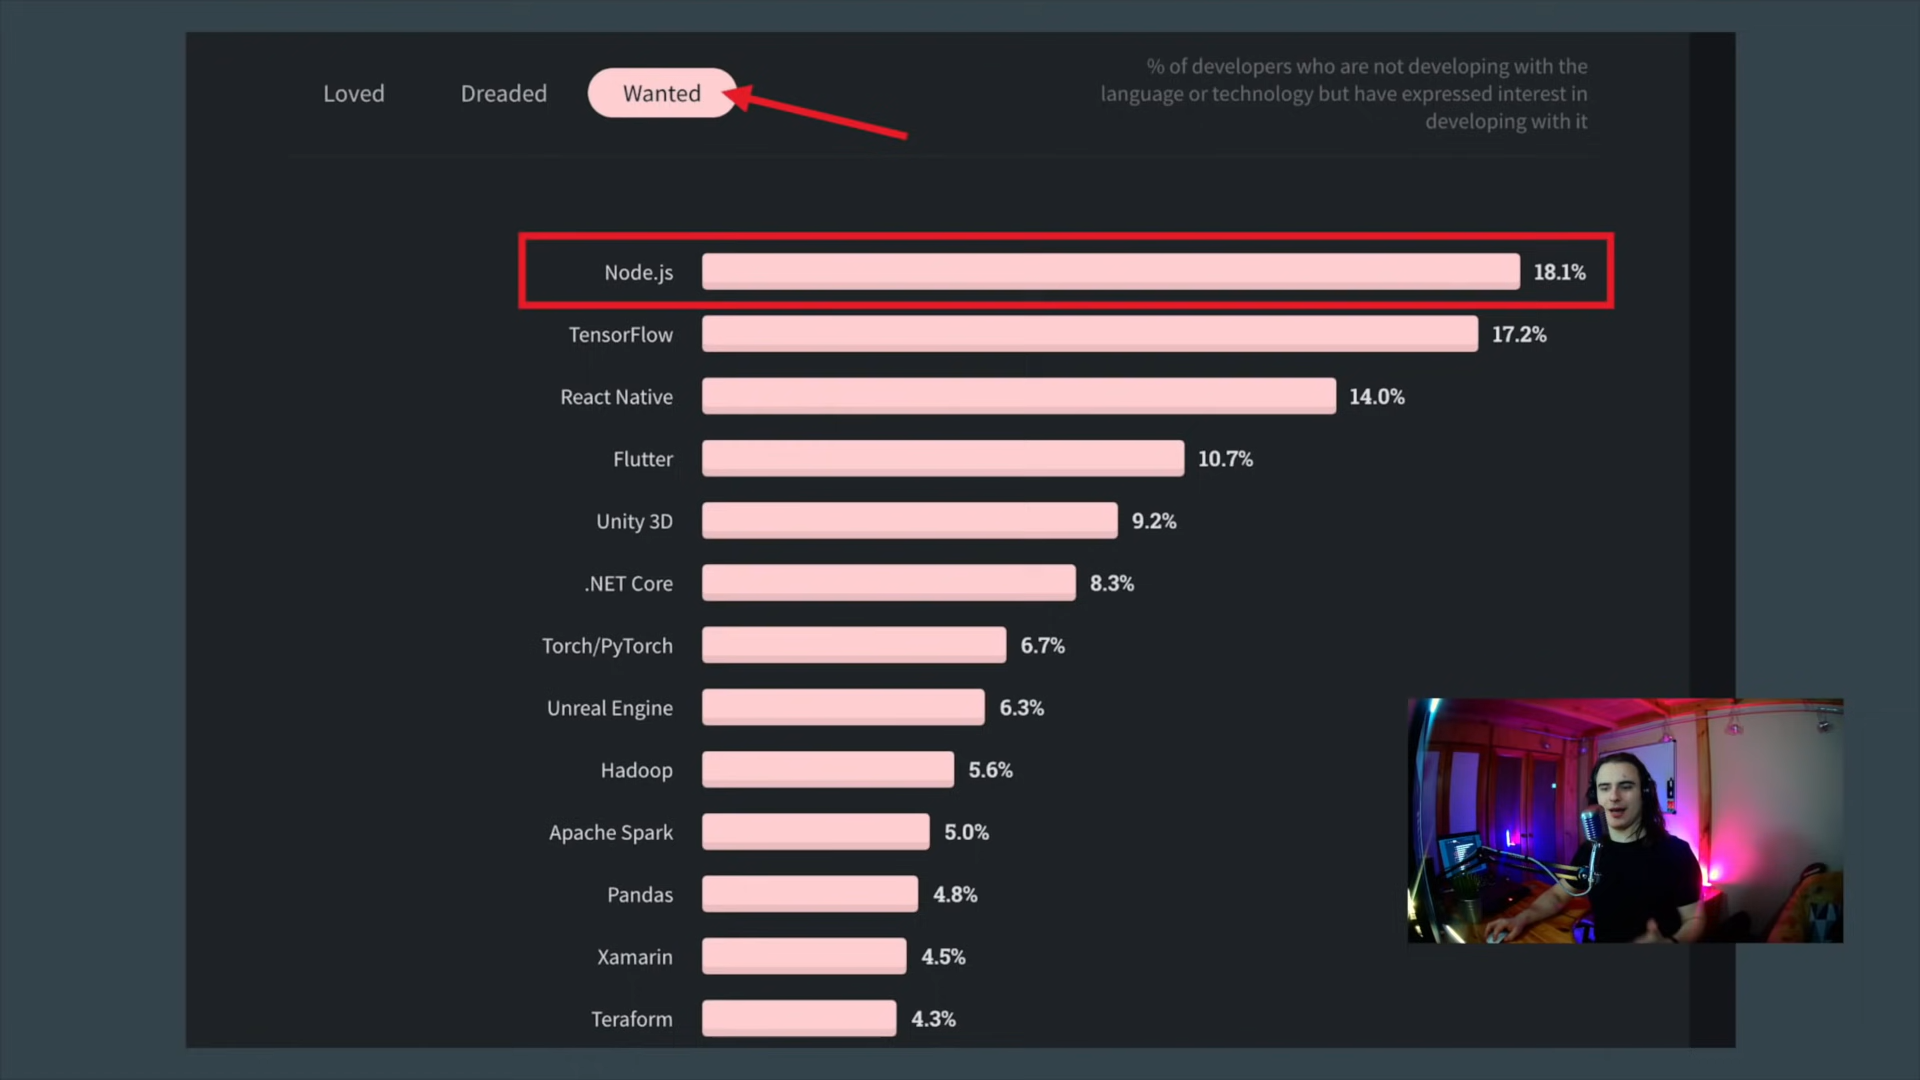 Loved Dreaded Wanted
% of developers who are not developing with the
language or technology but have expressed interest in
developing with it
Node.js 18.1%
TensorFlow 17.2%
React Native 14.0%
Flutter 10.7%
Unity 3D 9.2%
.NET Core 8.3%
Torch/PyTorch 6.7%
Unreal Engine 6.3%
Hadoop 5.6%
Apache Spark 5.0%
Pandas 4.8%
Xamarin 4.5%
Teraform 4.3%